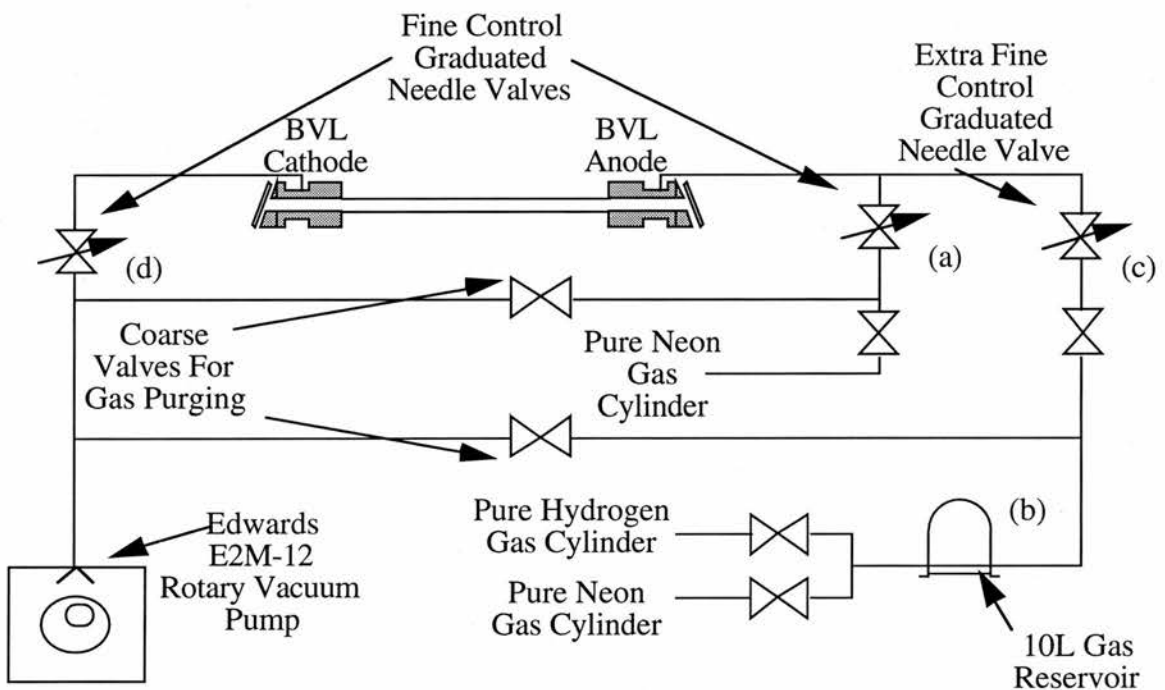 Fine Control
Graduated
Needle Valves
Extra Fine
Control
Graduated
Needle Valve
BVL
Cathode
BVL
Anode
(d)
(a)
(c)
Coarse
Valves For
Gas Purging
Pure Neon
Gas
Cylinder
Edwards
E2M-12
Rotary Vacuum
Pump
Pure Hydrogen
Gas Cylinder
Pure Neon
Gas Cylinder
(b)
10L Gas
Reservoir